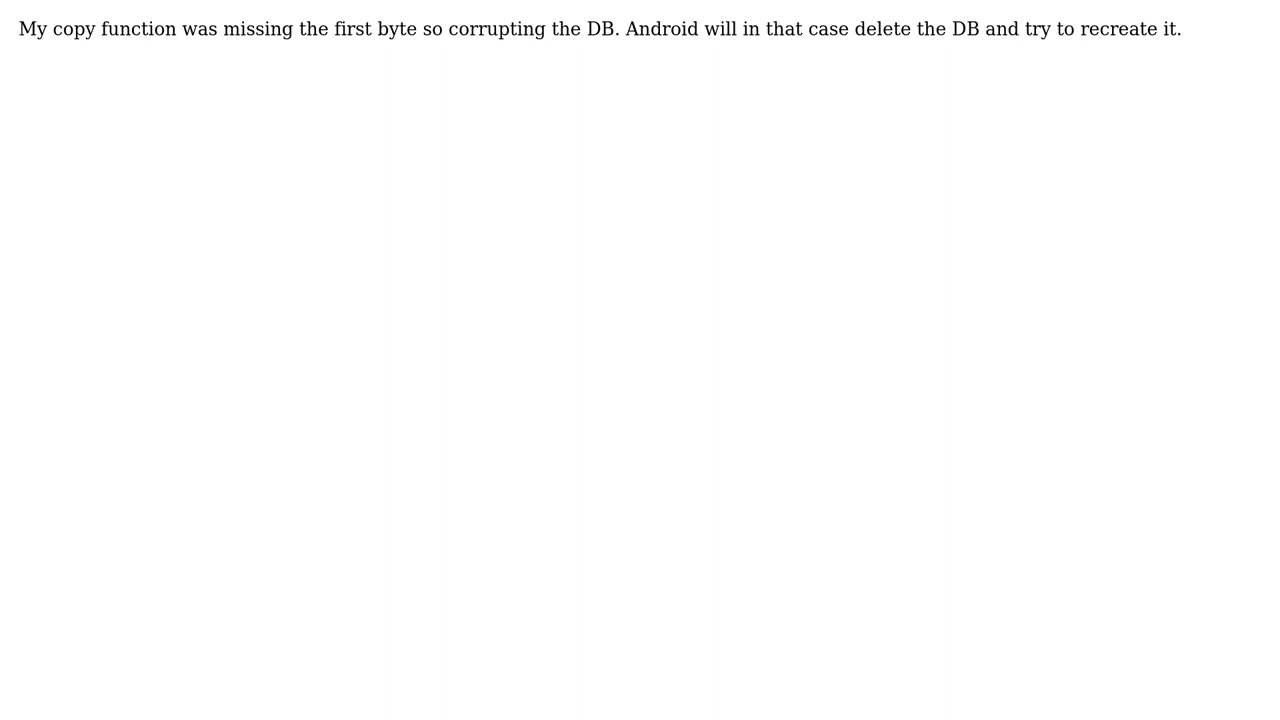 My copy function was missing the first byte so corrupting the DB. Android will in that case delete the DB and try to recreate it.